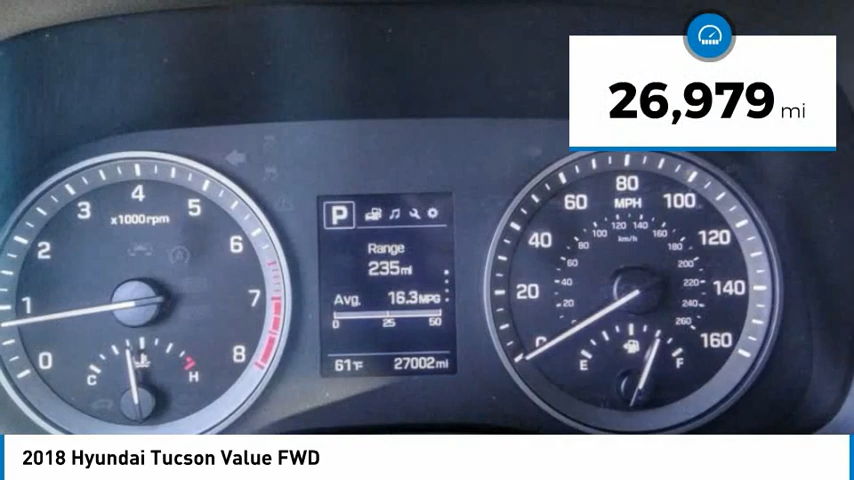 26,979 mi
4
3
5
x1000rpm
2
6
1
7
0
8
C
H
P
Range
235mi
Avg. 16.3MPG
0 25 50
61°F 27002mi
80
60 MPH 100
120 140
100 160
km/h
40 80 180 120
60 200
40 220
20 140
20 240
0 260
160
E F
2018 Hyundai Tucson Value FWD